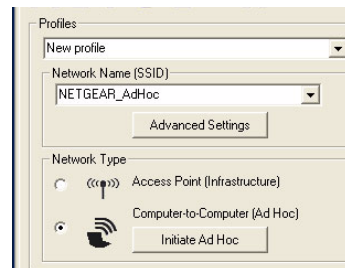 Profiles
New profile
Network Name (SSID)
NETGEAR_AdHoc
Advanced Settings
Network Type
Access Point (Infrastructure)
Computer-to-Computer (Ad Hoc)
Initiate Ad Hoc